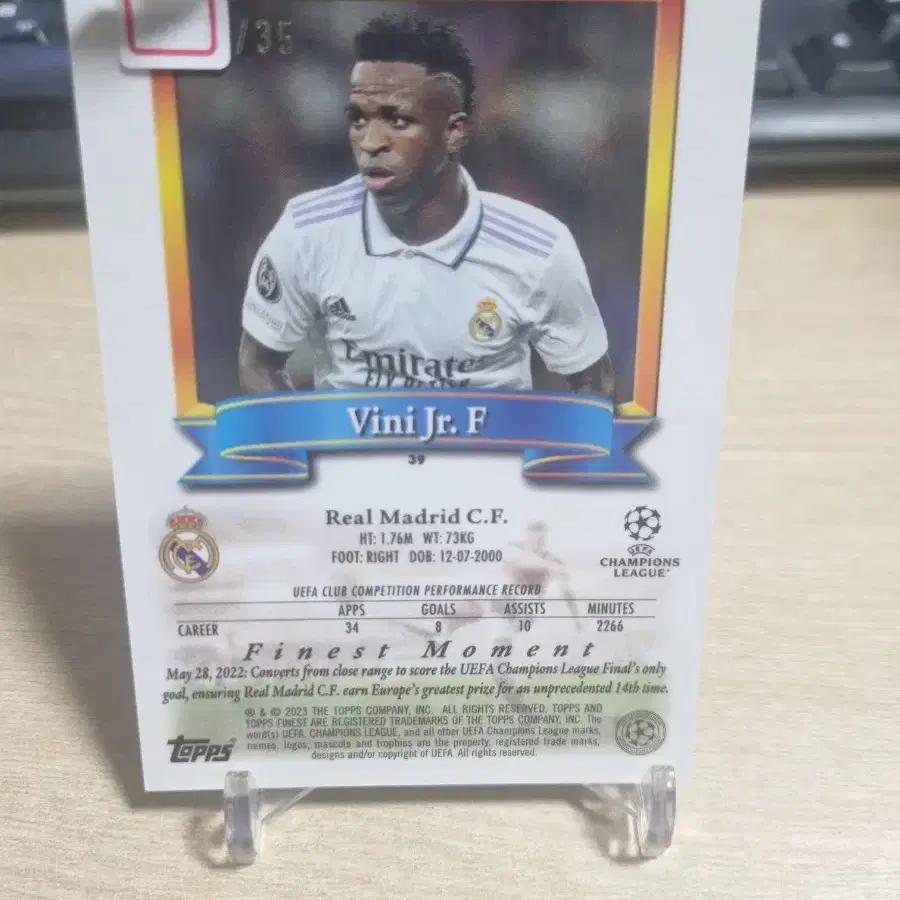 /35
Emirates
FLY BETTER
Vini Jr. F
39
Real Madrid C.F.
HT: 1.76M WT: 73KG
FOOT: RIGHT DOB: 12-07-2000
UEFA
CHAMPIONS
LEAGUE
UEFA CLUB COMPETITION PERFORMANCE RECORD
APPS GOALS ASSISTS MINUTES
CAREER 34 8 10 2266
Finest Moment
May 28, 2022: Converts from close range to score the UEFA Champions League Final's only
goal, ensuring Real Madrid C.F. earn Europe's greatest prize for an unprecedented 14th time.
® & © 2023 THE TOPPS COMPANY, INC. ALL RIGHTS RESERVED. TOPPS AND
TOPPS FINEST ARE REGISTERED TRADEMARKS OF THE TOPPS COMPANY, INC. The
word(s) UEFA, CHAMPIONS LEAGUE, and all other UEFA Champions League marks,
names, logos, mascots and trophies are the property, registered trade marks,
designs and/or copyright of UEFA. All rights reserved.
TOPPS